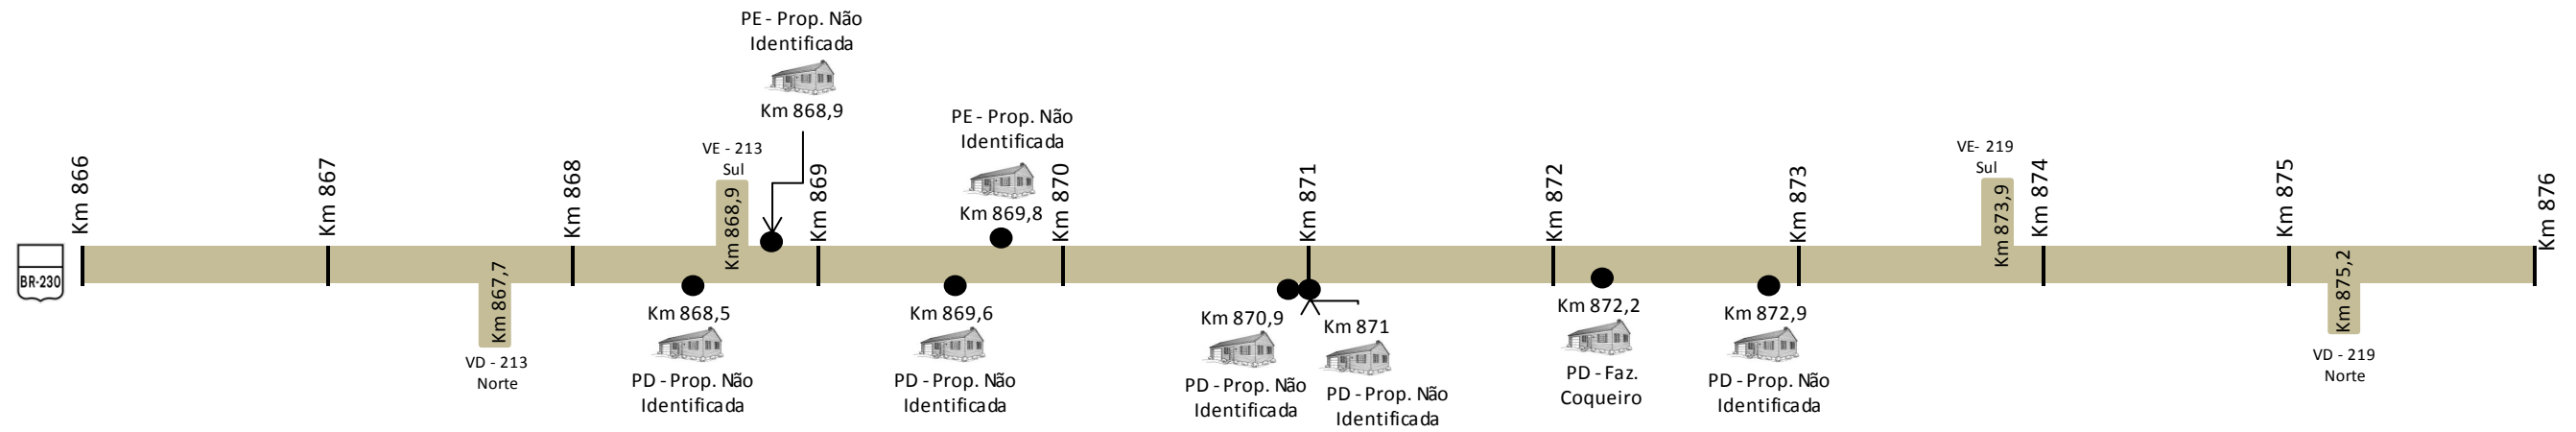 PE - Prop. Não
Identificada
Km 868,9
PE - Prop. Não
Identificada
Km 869,8
VE - 213
Sul
Km 868,9
VE- 219
Sul
Km 873,9
Km 866
Km 867
Km 868
Km 869
Km 870
Km 871
Km 872
Km 873
Km 874
Km 875
Km 876
BR-230
Km 867,7
VD - 213
Norte
Km 868,5
PD - Prop. Não
Identificada
Km 869,6
PD - Prop. Não
Identificada
Km 870,9
PD - Prop. Não
Identificada
Km 871
PD - Prop. Não
Identificada
Km 872,2
PD - Faz.
Coqueiro
Km 872,9
PD - Prop. Não
Identificada
Km 875,2
VD - 219
Norte